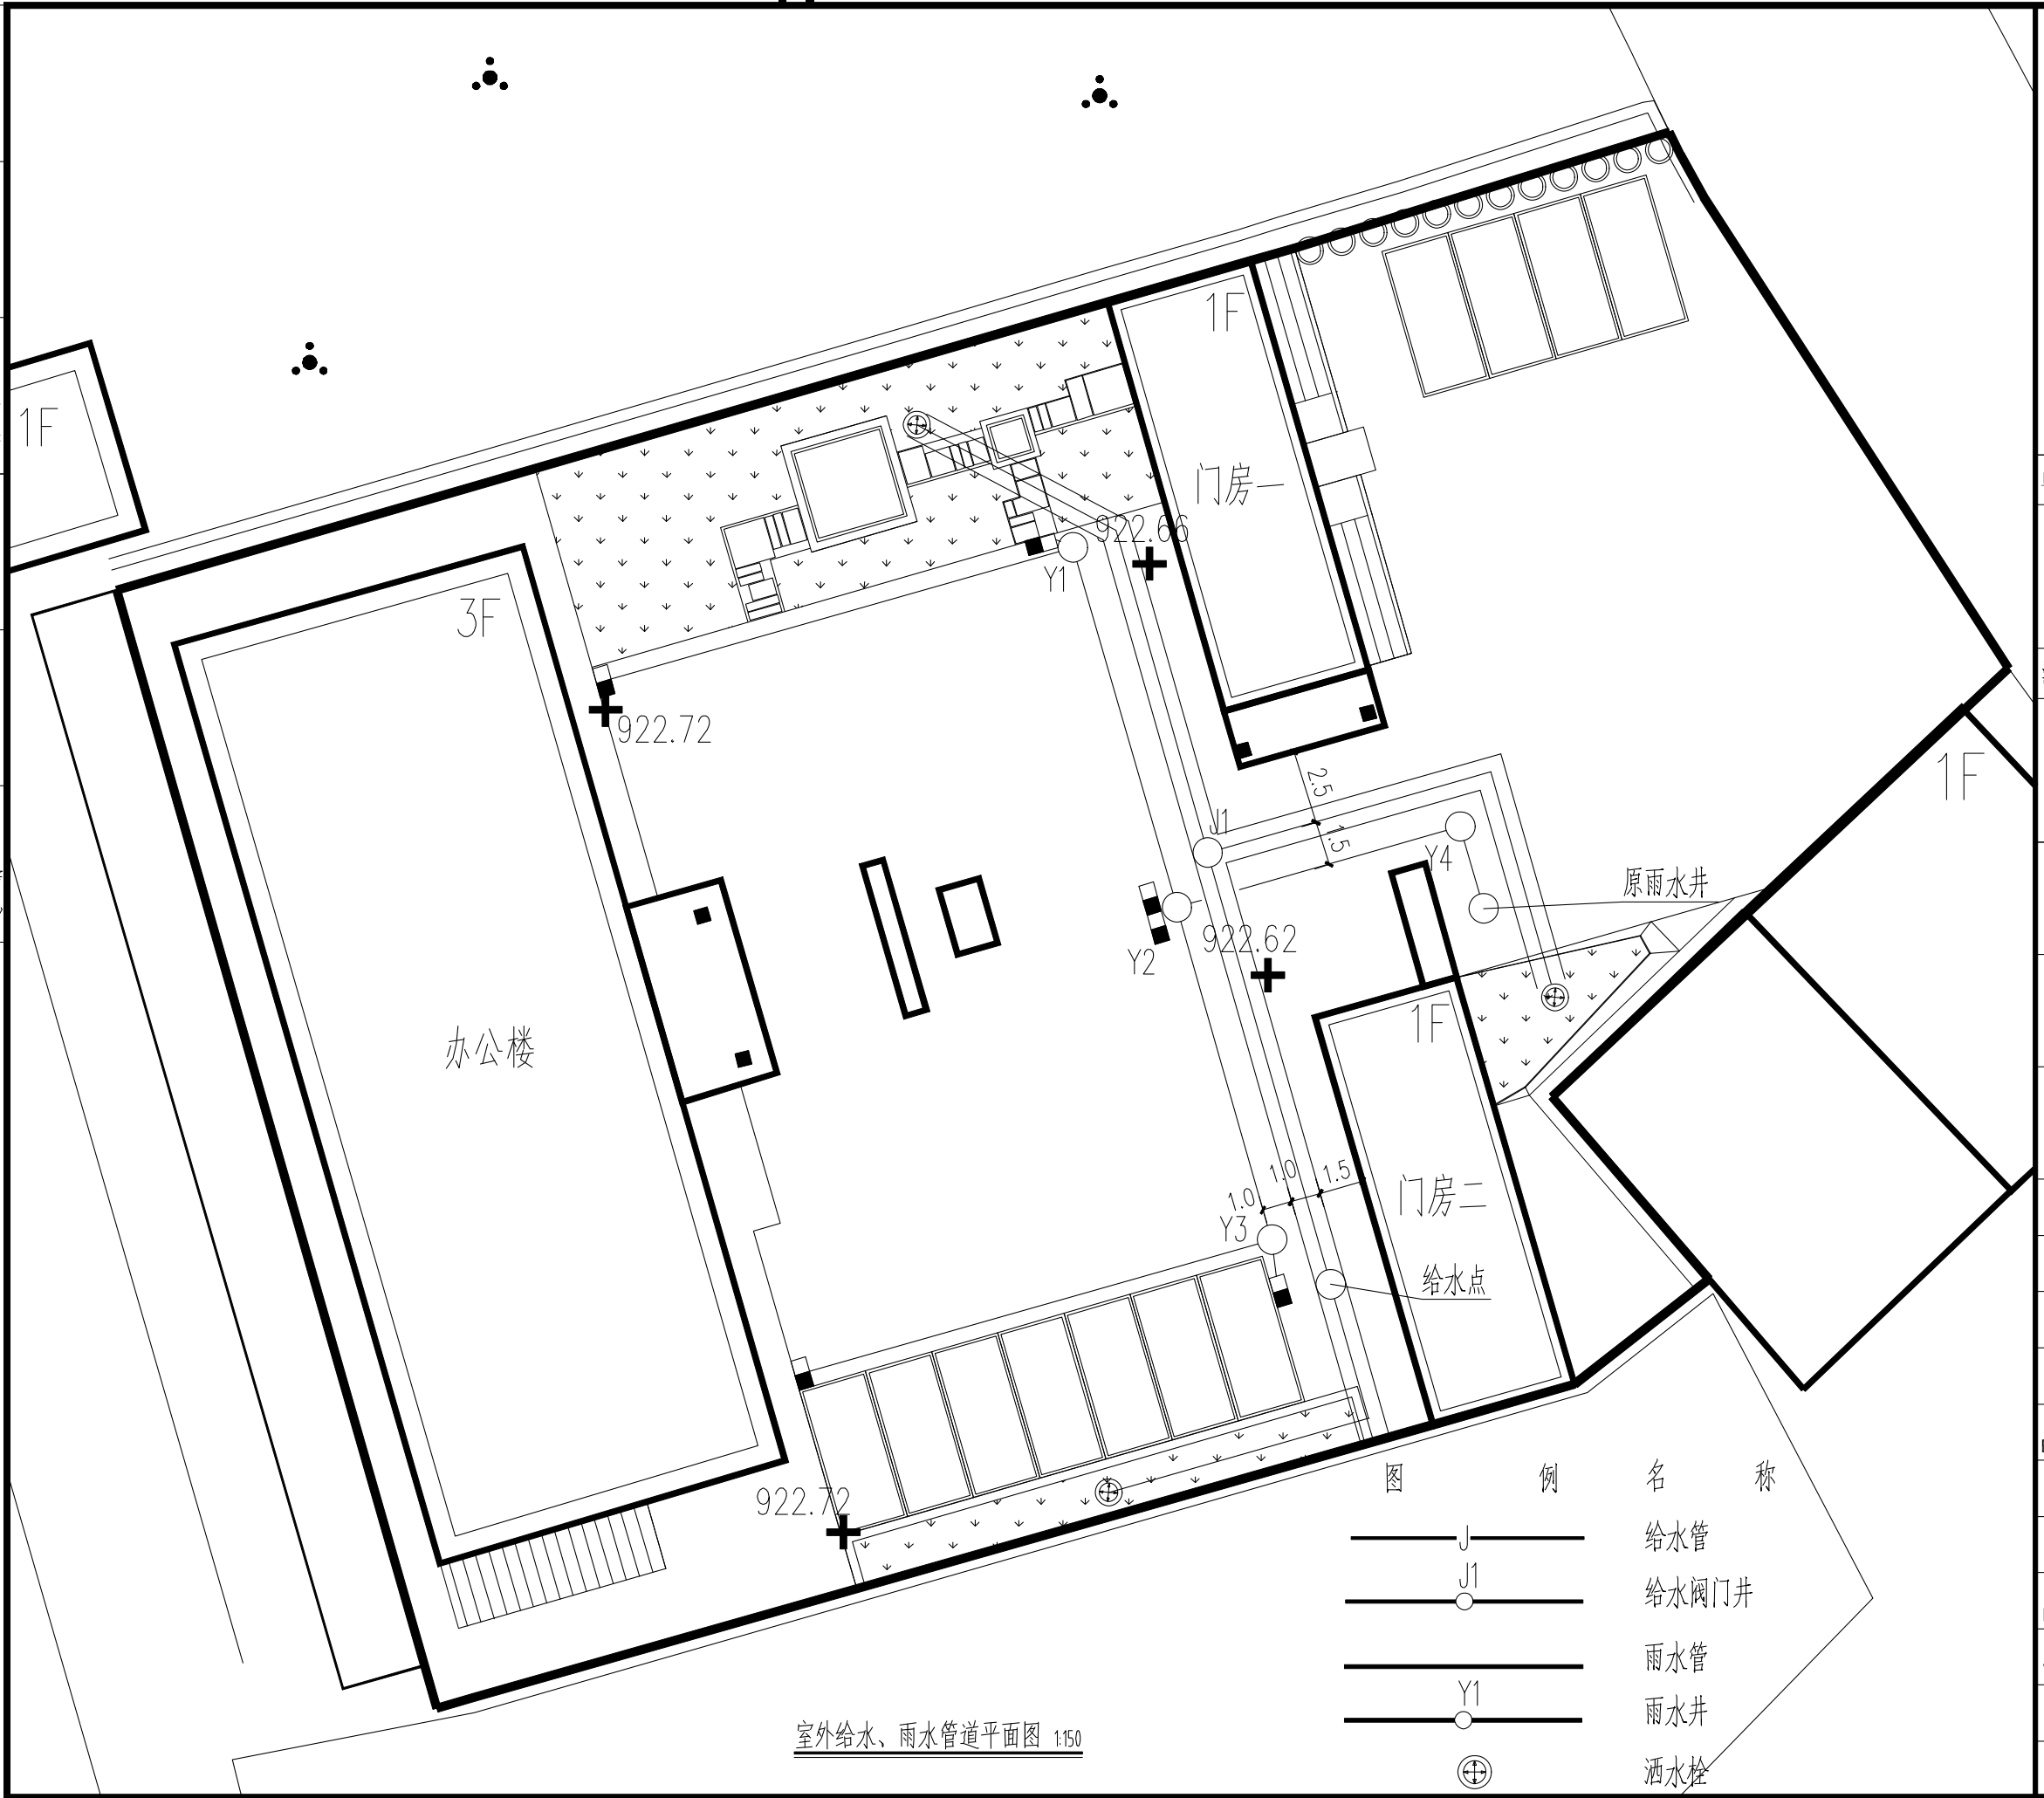 1F
1F
3F
门房一
922.66
Y1
922.72
2.5
1F
J1
1.5
Y4
原雨水井
922.62
Y2
1F
办公楼
1.0
1.0
1.5
门房二
Y3
给水点
922.72
图 例 名 称
J 给水管
J1 给水阀门井
雨水管
Y1 雨水井
洒水栓
室外给水、雨水管道平面图 1:150